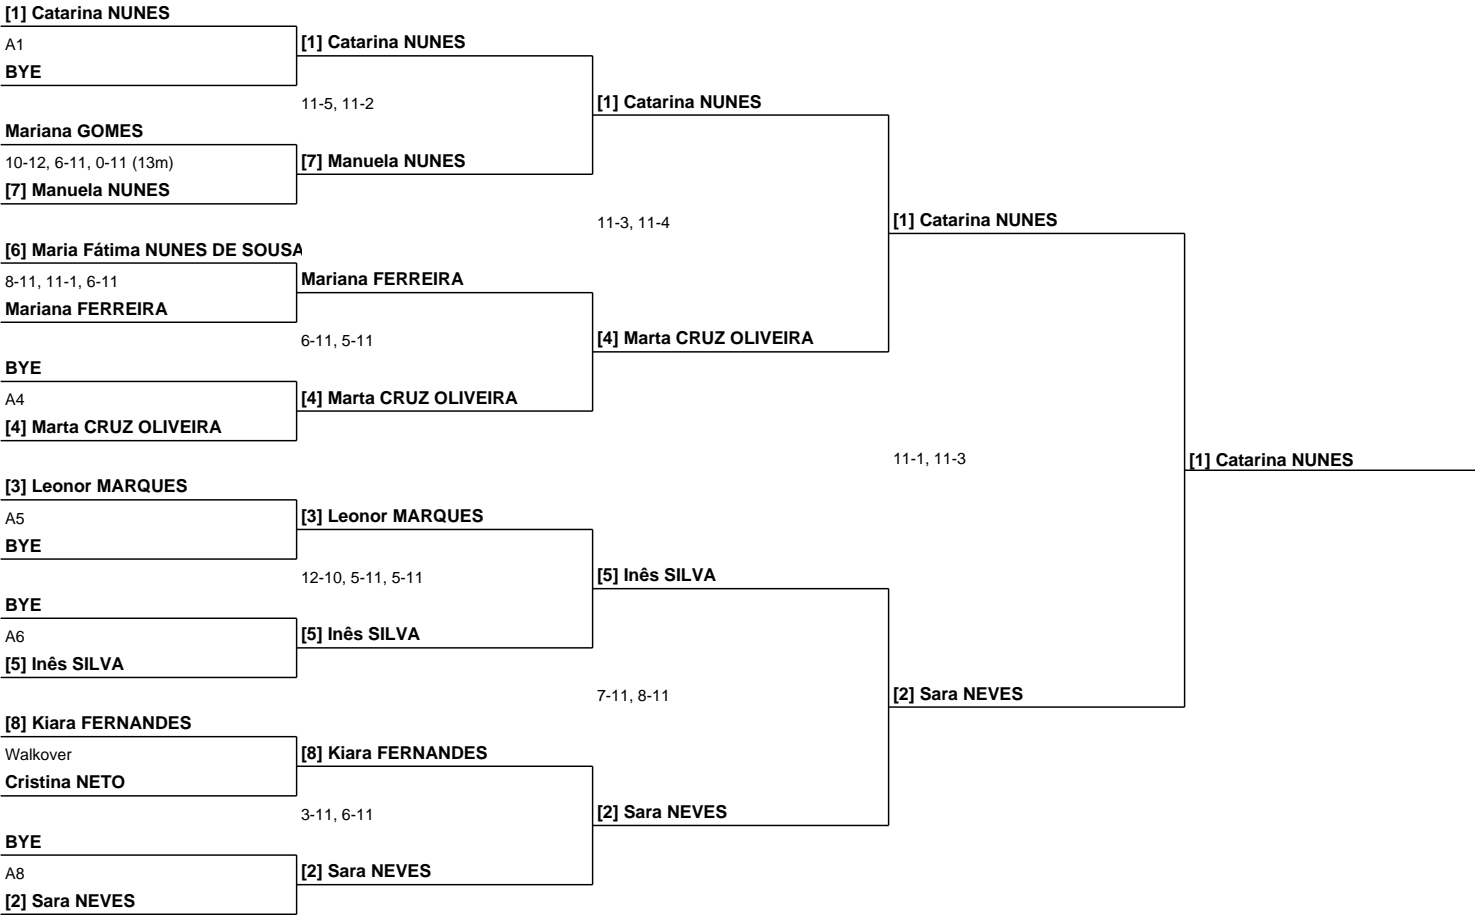 [1] Catarina NUNES
A1
BYE
[1] Catarina NUNES
11-5, 11-2
Mariana GOMES
10-12, 6-11, 0-11 (13m)
[7] Manuela NUNES
[7] Manuela NUNES
[1] Catarina NUNES
11-3, 11-4
[6] Maria Fátima NUNES DE SOUSA
8-11, 11-1, 6-11
Mariana FERREIRA
Mariana FERREIRA
6-11, 5-11
BYE
A4
[4] Marta CRUZ OLIVEIRA
[4] Marta CRUZ OLIVEIRA
[4] Marta CRUZ OLIVEIRA
[1] Catarina NUNES
11-1, 11-3
[1] Catarina NUNES
[3] Leonor MARQUES
A5
BYE
[3] Leonor MARQUES
12-10, 5-11, 5-11
BYE
A6
[5] Inês SILVA
[5] Inês SILVA
[5] Inês SILVA
7-11, 8-11
[8] Kiara FERNANDES
Walkover
Cristina NETO
[8] Kiara FERNANDES
3-11, 6-11
BYE
A8
[2] Sara NEVES
[2] Sara NEVES
[2] Sara NEVES
[2] Sara NEVES